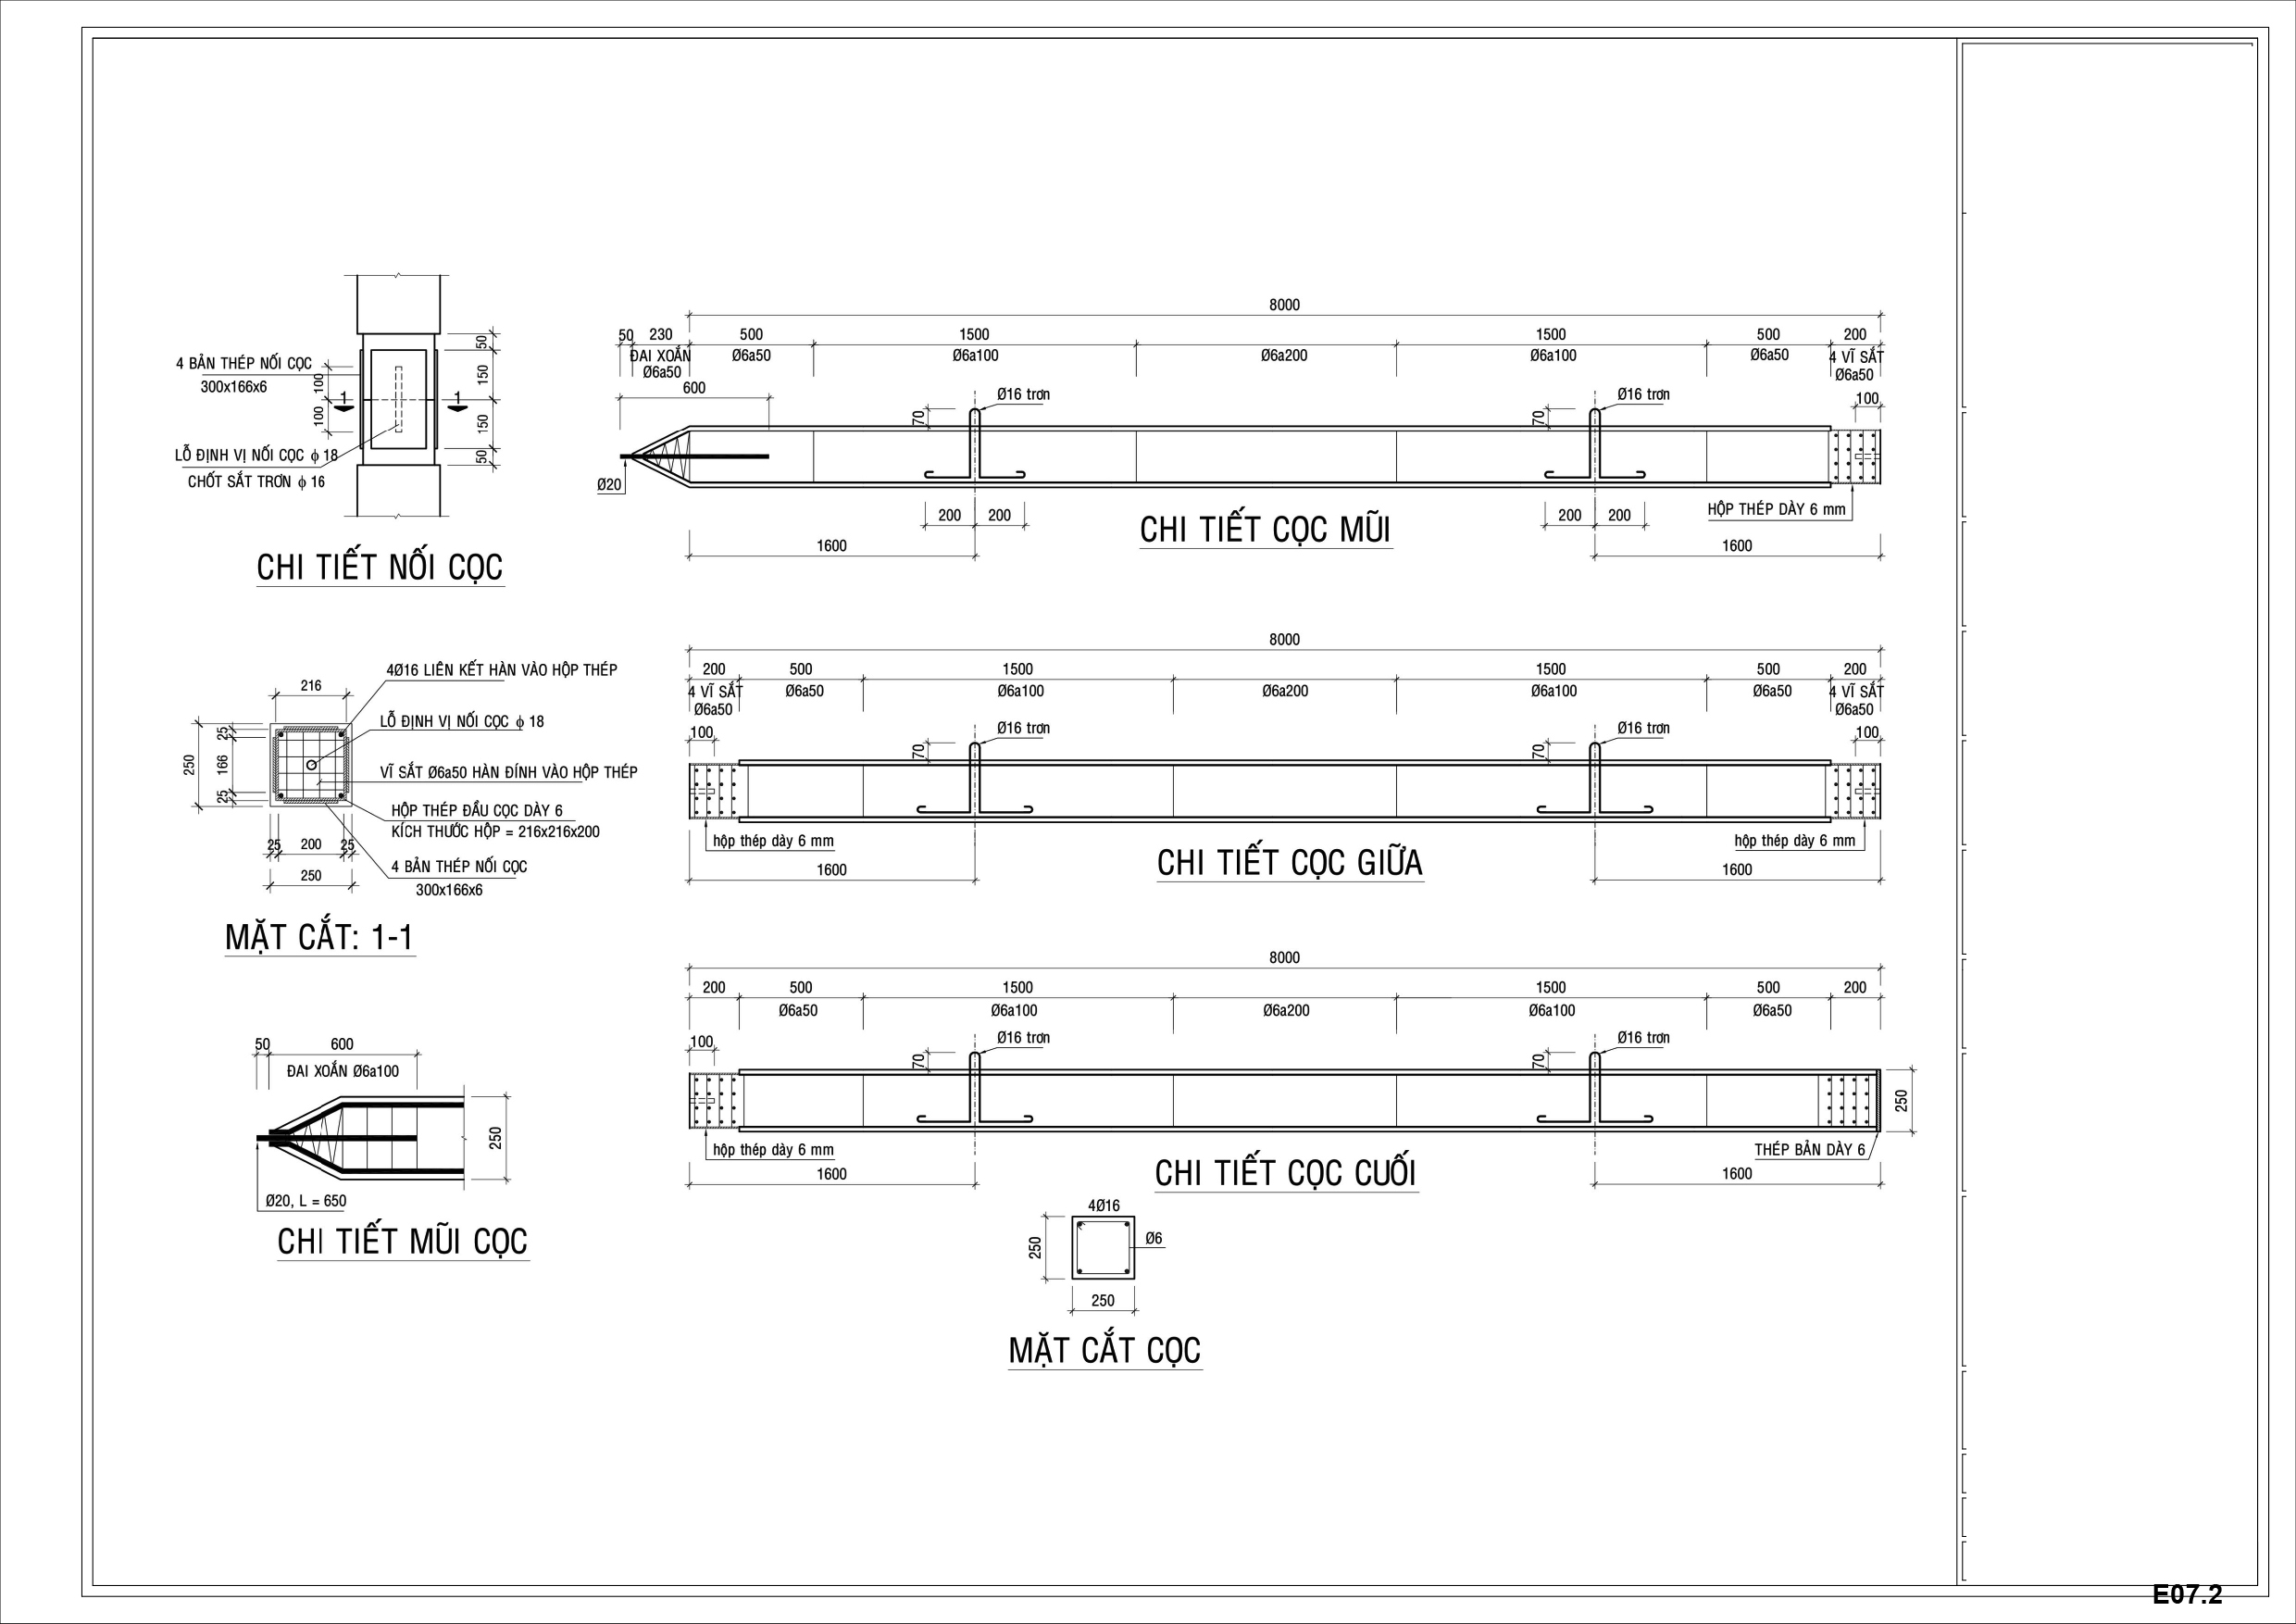 4 BẢN THÉP NỐI CỌC
300x166x6
100
100
1
1
50
150
150
50
LỖ ĐỊNH VỊ NỐI CỌC ϕ 18
CHỐT SẮT TRƠN ϕ 16
CHI TIẾT NỐI CỌC
8000
50 230 500 1500 1500 500 200
ĐAI XOẮN Ø6a50 Ø6a100 Ø6a200 Ø6a100 Ø6a50 4 VĨ SẮT
Ø6a50 Ø6a50
600
100
70 Ø16 trơn 70 Ø16 trơn
Ø20
200 200 200 200
HỘP THÉP DÀY 6 mm
CHI TIẾT CỌC MŨI
1600 1600
216
4Ø16 LIÊN KẾT HÀN VÀO HỘP THÉP
LỖ ĐỊNH VỊ NỐI CỌC ϕ 18
VĨ SẮT Ø6a50 HÀN ĐÍNH VÀO HỘP THÉP
HỘP THÉP ĐẦU CỌC DÀY 6
KÍCH THƯỚC HỘP = 216x216x200
4 BẢN THÉP NỐI CỌC
300x166x6
250
25
166
25
25 200 25
250
MẶT CẮT: 1-1
8000
200 500 1500 1500 500 200
4 VĨ SẮT Ø6a50 Ø6a100 Ø6a200 Ø6a100 Ø6a50 4 VĨ SẮT
Ø6a50 Ø6a50
100 100
70 Ø16 trơn 70 Ø16 trơn
hộp thép dày 6 mm hộp thép dày 6 mm
CHI TIẾT CỌC GIỮA
1600 1600
8000
200 500 1500 1500 500 200
Ø6a50 Ø6a100 Ø6a200 Ø6a100 Ø6a50
100
70 Ø16 trơn 70 Ø16 trơn
250
hộp thép dày 6 mm THÉP BẢN DÀY 6
CHI TIẾT CỌC CUỐI
1600 1600
50 600
ĐAI XOẮN Ø6a100
250
Ø20, L = 650
CHI TIẾT MŨI CỌC
4Ø16
250
Ø6
250
MẶT CẮT CỌC
E07.2